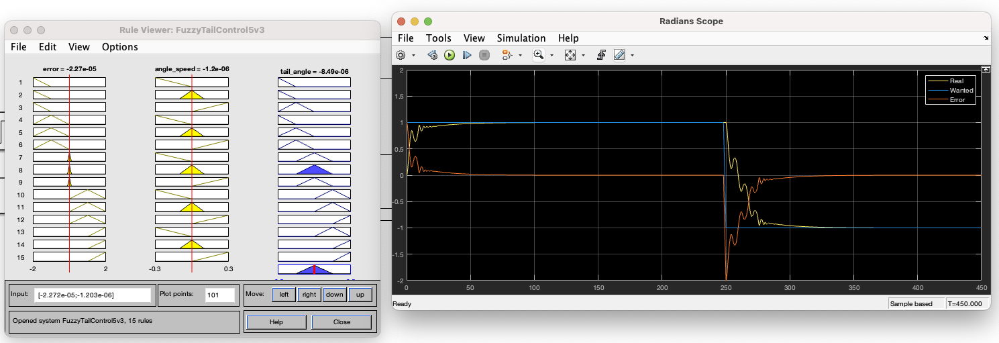 Rule Viewer: FuzzyTailControl5v3
File Edit View Options
error = -2.27e-05 angle_speed = -1.2e-06 tail_angle = -8.49e-06
1
2
3
4
5
6
7
8
9
10
11
12
13
14
15
-2 2 -0.3 0.3
Input: [-2.272e-05;-1.203e-06] Plot points: 101 Move: left right down up
Opened system FuzzyTailControl5v3, 15 rules Help Close
Radians Scope
File Tools View Simulation Help
2
1.5
1
0.5
0
-0.5
-1
-1.5
-2
Real
Wanted
Error
0 50 100 150 200 250 300 350 400 450
Ready Sample based T=450.000